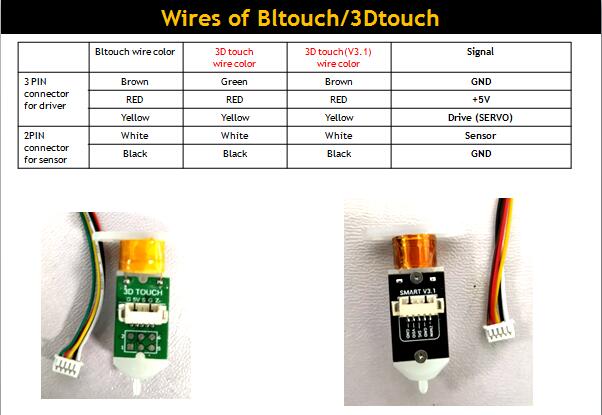 Wires of Bltouch/3Dtouch
Bltouch wire color
3D touch
wire color
3D touch(V3.1)
wire color
Signal
3 PIN
connector
for driver
Brown
Green
Brown
GND
RED
RED
RED
+5V
Yellow
Yellow
Yellow
Drive (SERVO)
2PIN
connector
for sensor
White
White
White
Sensor
Black
Black
Black
GND
3D TOUCH
G 5V S G Z-
SMART V3.1